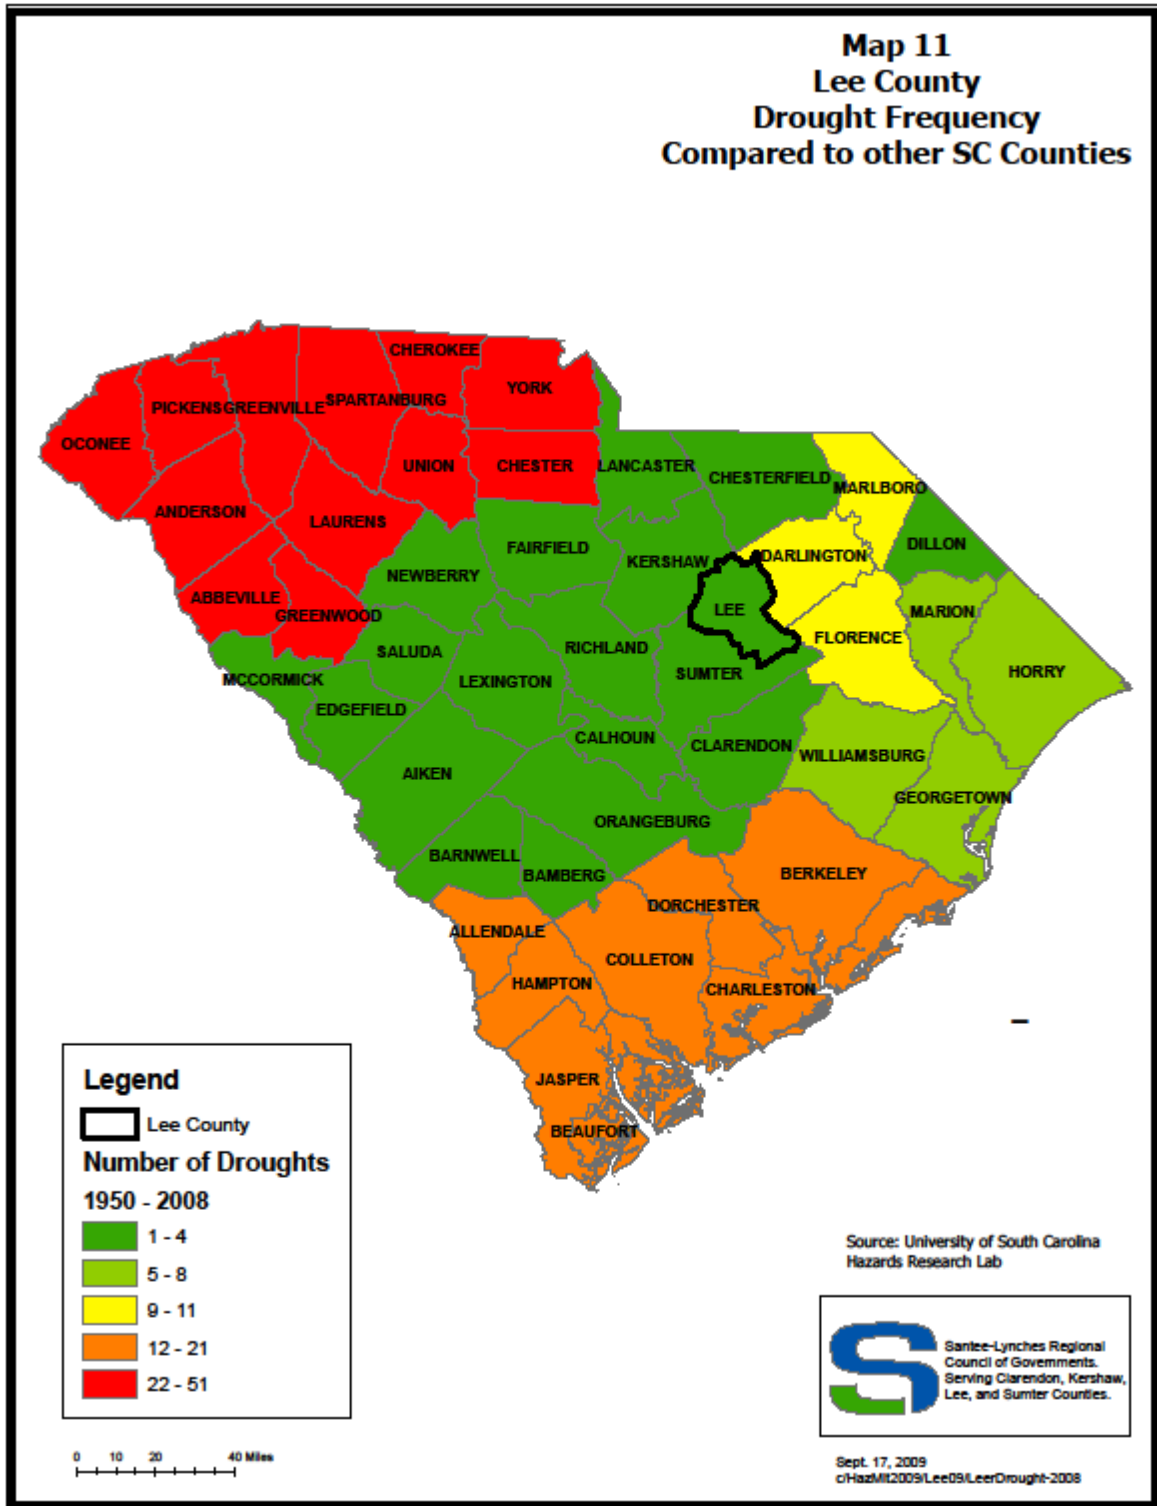 Map 11
Lee County
Drought Frequency
Compared to other SC Counties
CHEROKEE
YORK
SPARTANBURG
PICKENS
GREENVILLE
OCONEE
UNION
CHESTER
LANCASTER
CHESTERFIELD
MARLBORO
ANDERSON
LAURENS
FAIRFIELD
KERSHAW
DARLINGTON
DILLON
NEWBERRY
ABBEVILLE
GREENWOOD
LEE
MARION
FLORENCE
SALUDA
RICHLAND
HORRY
MCCORMICK
LEXINGTON
SUMTER
EDGEFIELD
CALHOUN
CLARENDON
WILLIAMSBURG
AIKEN
GEORGETOWN
ORANGEBURG
BARNWELL
BAMBERG
BERKELEY
DORCHESTER
ALLENDALE
COLLETON
HAMPTON
CHARLESTON
JASPER
BEAUFORT
Legend
Lee County
Number of Droughts
1950 - 2008
1 - 4
5 - 8
9 - 11
12 - 21
22 - 51
0 10 20 40 Miles
Source: University of South Carolina
Hazards Research Lab
Santee-Lynches Regional
Council of Governments.
Serving Clarendon, Kershaw,
Lee, and Sumter Counties.
Sept. 17, 2009
c/HazMit2009/Lee09/LeerDrought-2008